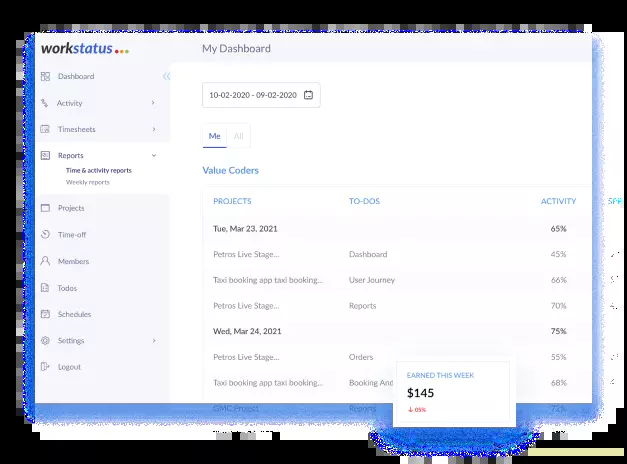 workstatus
My Dashboard
Dashboard
Activity
Timesheets
Reports
Time & activity reports
Weekly reports
Projects
Time-off
Members
Todos
Schedules
Settings
Logout
10-02-2020 - 09-02-2020
Me All
Value Coders
PROJECTS TO-DOS ACTIVITY SPE
Tue, Mar 23, 2021 65%
Petros Live Stage... Dashboard 45%
Taxi booking app taxi booking... User Journey 66%
Petros Live Stage... Reports 70%
Wed, Mar 24, 2021 75%
Petros Live Stage... Orders 55%
Taxi booking app taxi booking... Booking And 68%
GMC Project Reports 72%
EARNED THIS WEEK
$145
↓ 05%